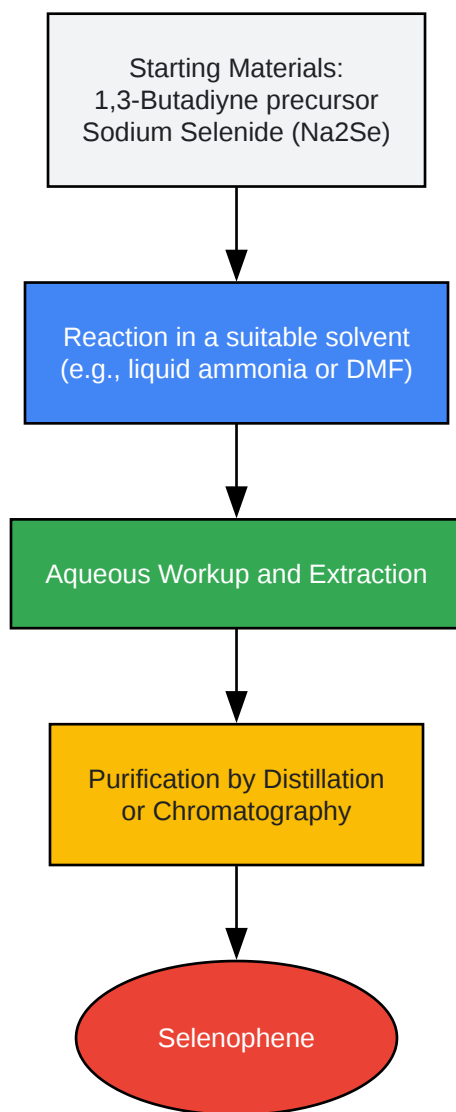 Starting Materials:
1,3-Butadiyne precursor
Sodium Selenide (Na2Se)
Reaction in a suitable solvent
(e.g., liquid ammonia or DMF)
Aqueous Workup and Extraction
Purification by Distillation
or Chromatography
Selenophene